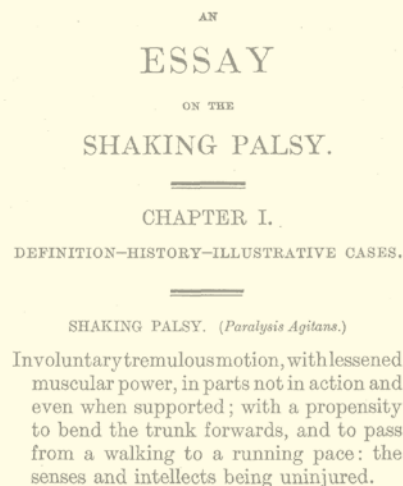 AN
ESSAY
ON THE
SHAKING PALSY.
CHAPTER I.
DEFINITION—HISTORY—ILLUSTRATIVE CASES.
SHAKING PALSY. (Paralysis Agitans.)
Involuntary tremulous motion, with lessened
muscular power, in parts not in action and
even when supported; with a propensity
to bend the trunk forwards, and to pass
from a walking to a running pace: the
senses and intellects being uninjured.